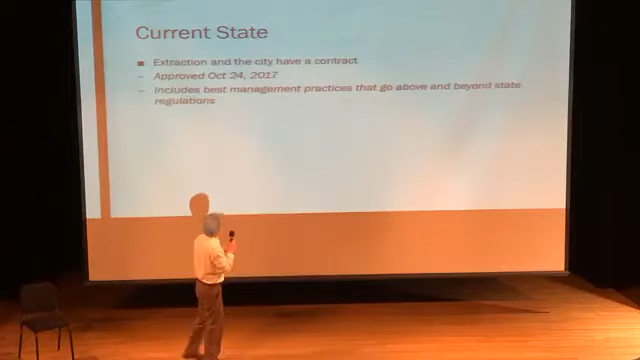 Current State
Extraction and the city have a contract
– Approved Oct 24, 2017
– Includes best management practices that go above and beyond state
regulations